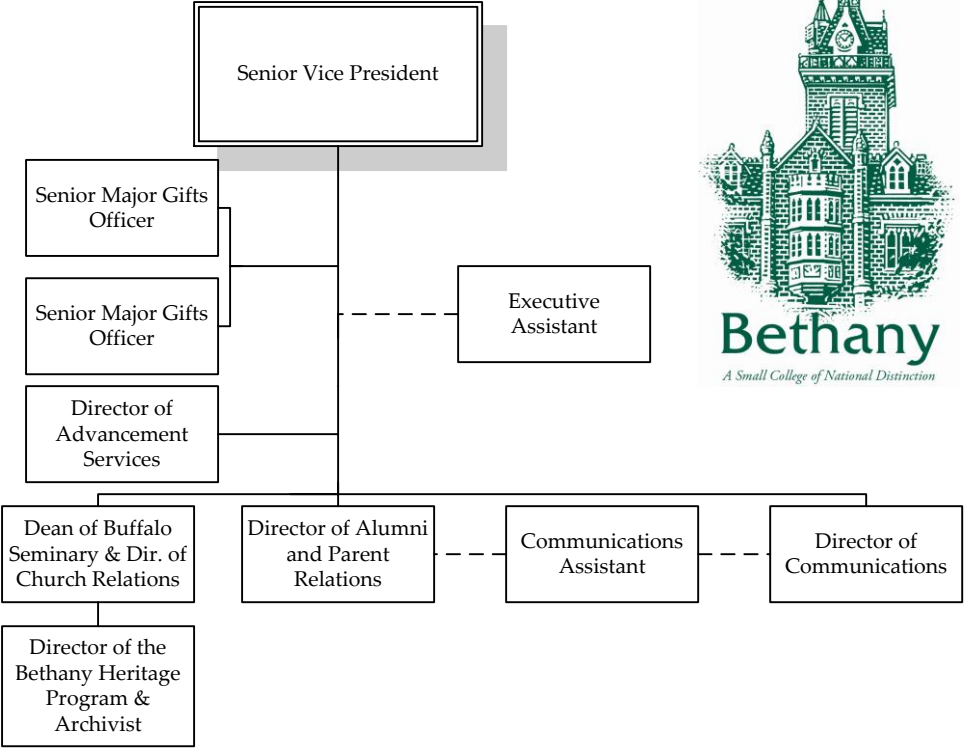 Senior Vice President
Senior Major Gifts
Officer
Senior Major Gifts
Officer
Executive
Assistant
Bethany
A Small College of National Distinction
Director of
Advancement
Services
Dean of Buffalo
Seminary & Dir. of
Church Relations
Director of Alumni
and Parent
Relations
Communications
Assistant
Director of
Communications
Director of the
Bethany Heritage
Program &
Archivist